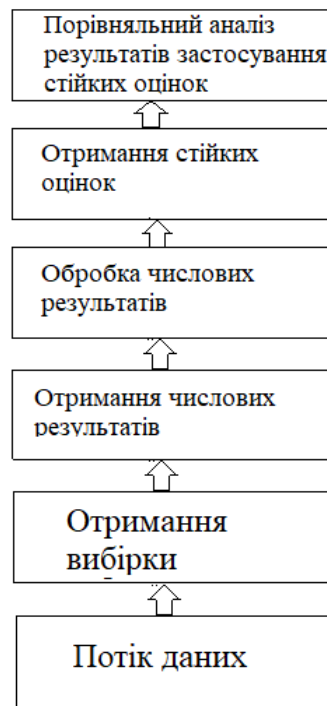 Порівняльний аналіз
результатів застосування
стійких оцінок
Отримання стійких
оцінок
Обробка числових
результатів
Отримання числових
результатів
Отримання
вибірки
Потік даних